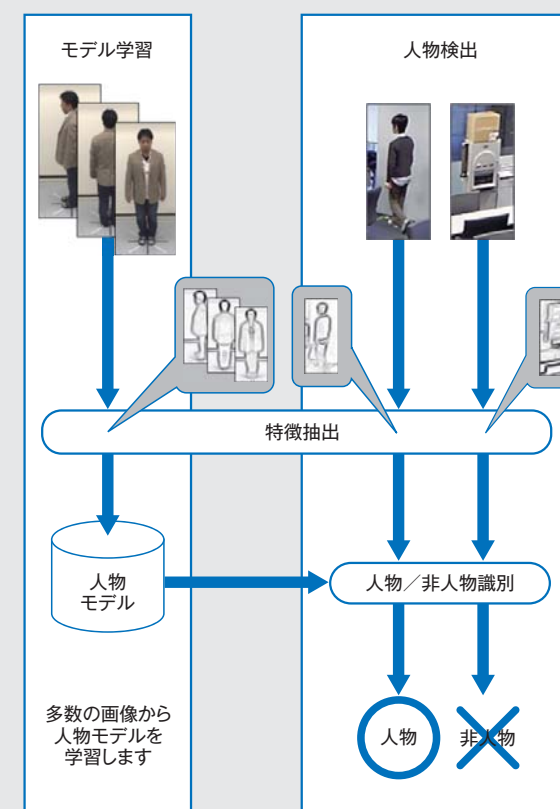 モデル学習
人物検出
特徴抽出
人物
モデル
人物／非人物識別
多数の画像から
人物モデルを
学習します
人物
非人物